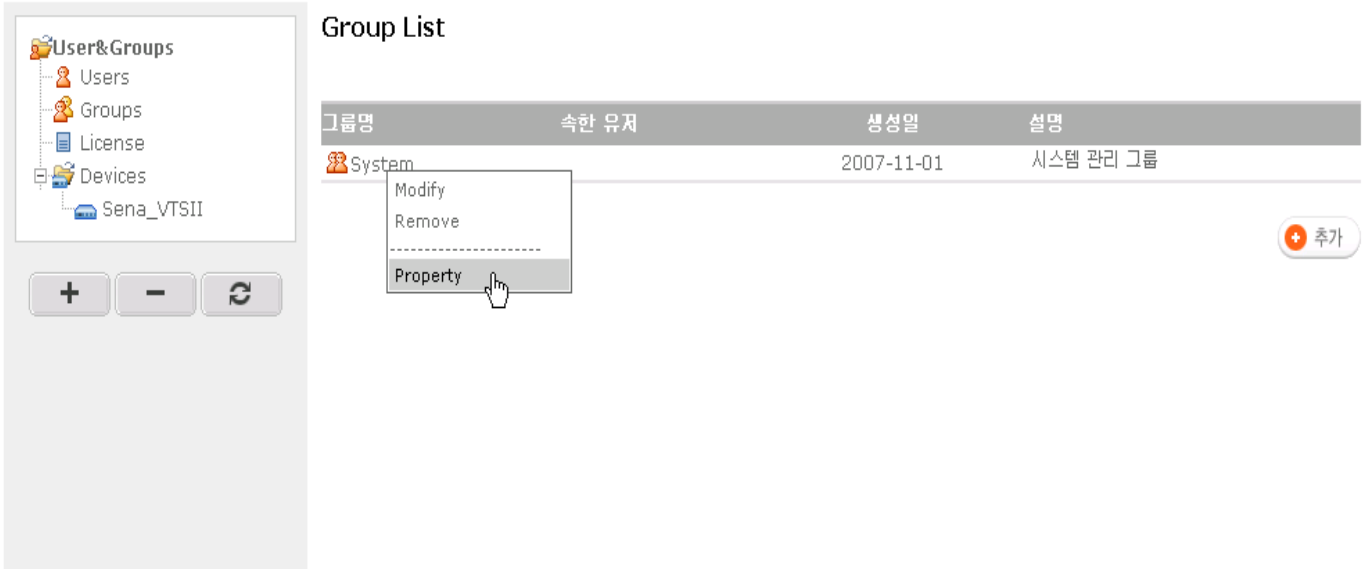 User&Groups
Users
Groups
License
Devices
Sena_VTSII
Group List
그룹명 속한 유저 생성일 설명
System 2007-11-01 시스템 관리 그룹
Modify
Remove
----------------------
Property
추가